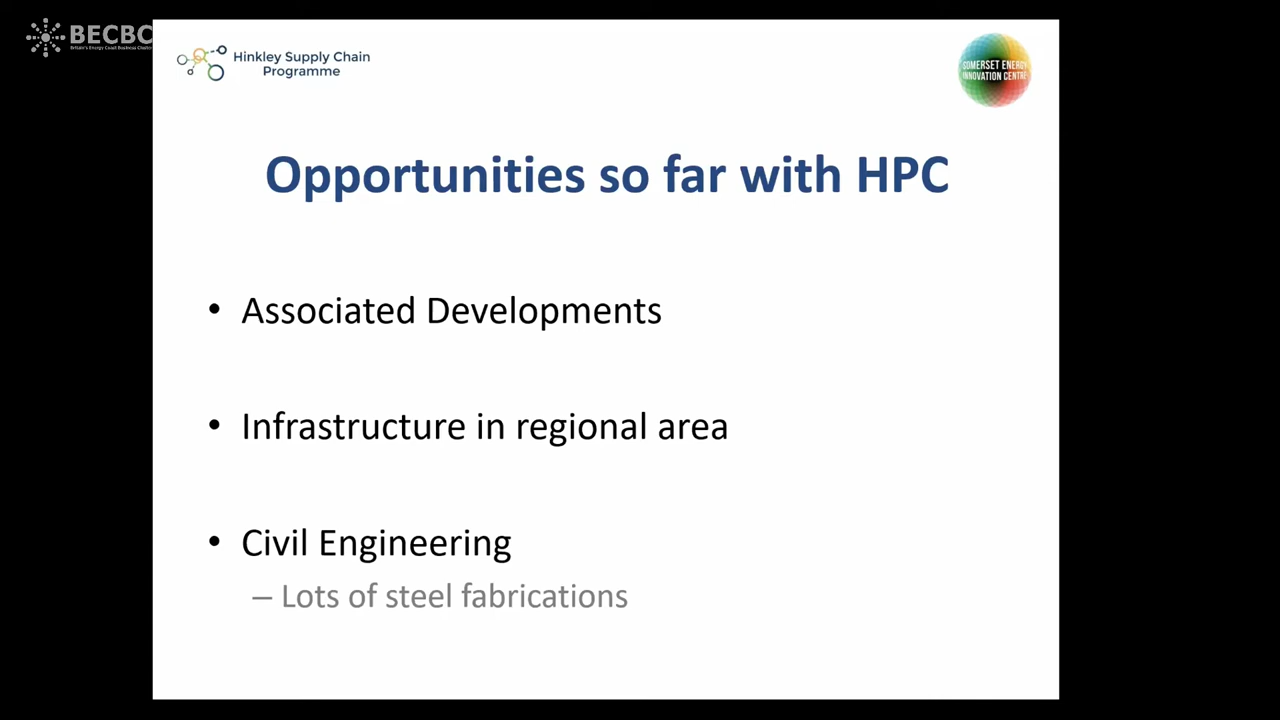 BECBC
Britain's Energy Coast Business Cluster
Hinkley Supply Chain
Programme
SOMERSET ENERGY
INNOVATION CENTRE
Opportunities so far with HPC
• Associated Developments
• Infrastructure in regional area
• Civil Engineering
– Lots of steel fabrications